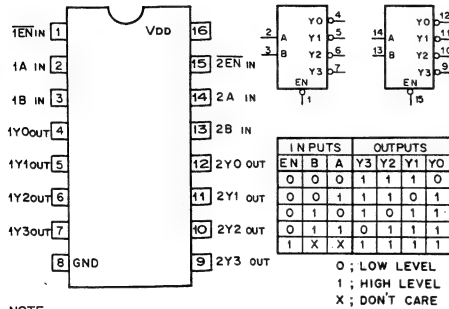 1EN IN 1
1A IN 2
1B IN 3
1Y0OUT 4
1Y1OUT 5
1Y2OUT 6
1Y3OUT 7
8 GND
VDD 16
15 2EN IN
14 2A IN
13 2B IN
12 2Y0 OUT
11 2Y1 OUT
10 2Y2 OUT
9 2Y3 OUT
2 A Y0 4
3 B Y1 5
Y2 6
Y3 7
EN
1
14 A Y0 12
13 B Y1 11
Y2 10
Y3 9
EN
15
INPUTS OUTPUTS
EN B A Y3 Y2 Y1 Y0
0 0 0 1 1 1 0
0 0 1 1 1 0 1
0 1 0 1 0 1 1
0 1 1 0 1 1 1
1 X X 1 1 1 1
0 ; LOW LEVEL
1 ; HIGH LEVEL
X ; DON'T CARE
NOTE